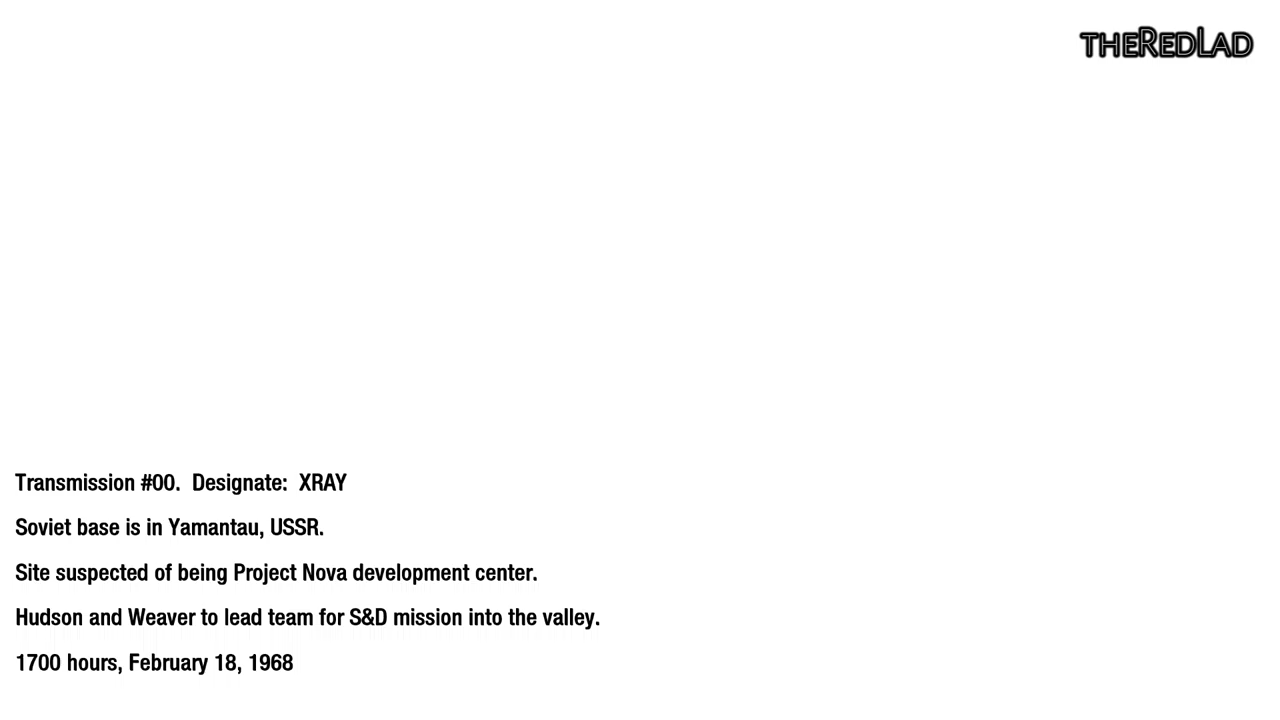 THEREDLAD
Transmission #00.  Designate:  XRAY
Soviet base is in Yamantau, USSR.
Site suspected of being Project Nova development center.
Hudson and Weaver to lead team for S&D mission into the valley.
1700 hours, February 18, 1968